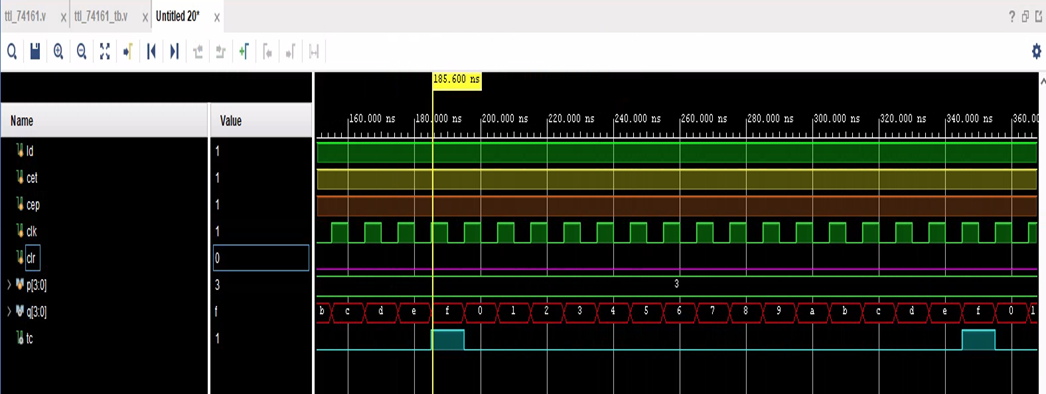 ttl_74161.v x ttl_74161_tb.v x Untitled 20* x
?
185.600 ns
Name Value
160.000 ns 180.000 ns 200.000 ns 220.000 ns 240.000 ns 260.000 ns 280.000 ns 300.000 ns 320.000 ns 340.000 ns 360.00
ld 1
cet 1
cep 1
clk 1
clr 0
p[3:0] 3 3
q[3:0] f b c d e f 0 1 2 3 4 5 6 7 8 9 a b c d e f 0 1
tc 1